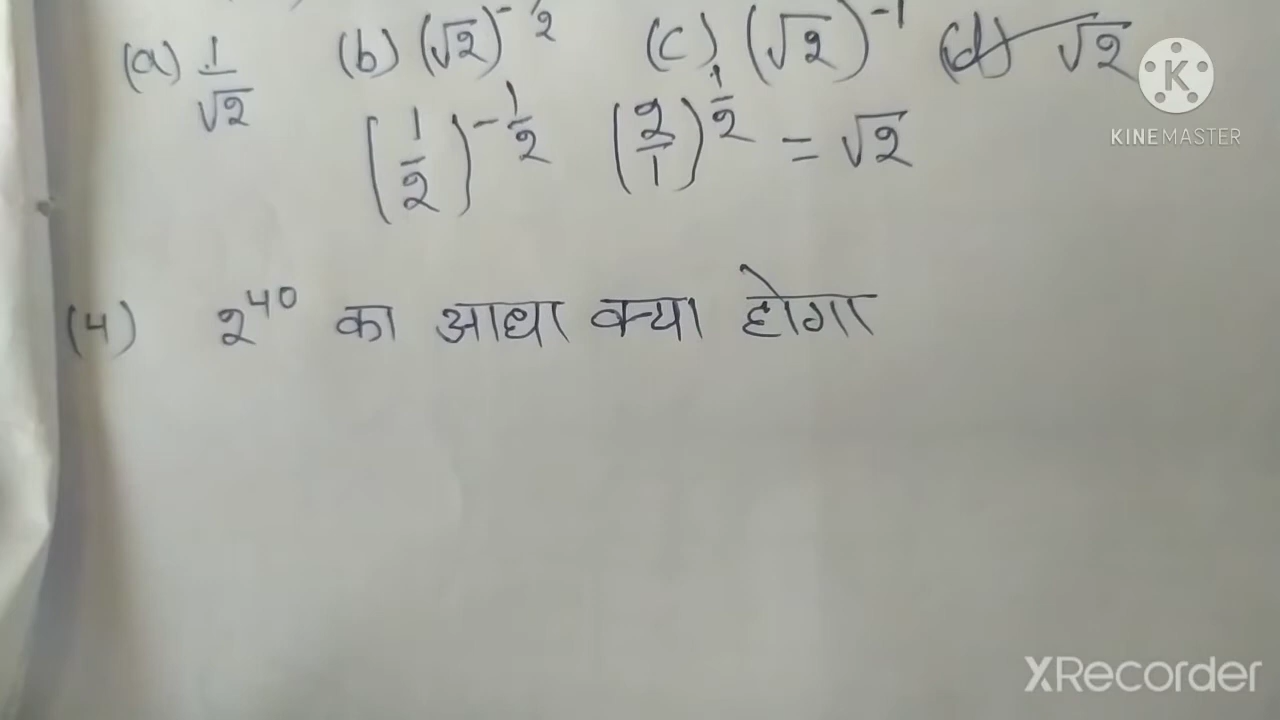 (a) 1/√2 (b) (√2)^-1/2 (c) (√2)^-1 (d) √2
(1/2)^-1/2 (2/1)^1/2 = √2
(4) 2^40 का आधा क्या होगा
KINEMASTER
XRecorder